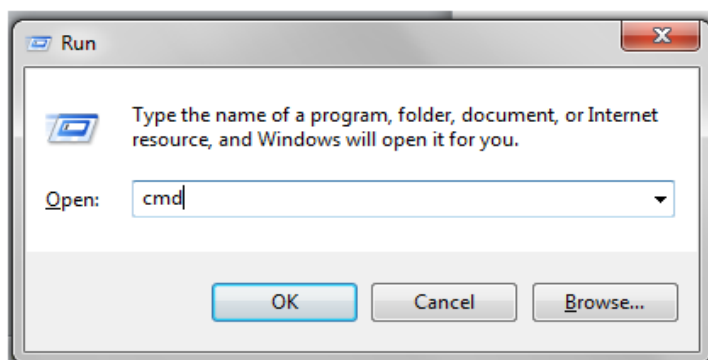 Run
Type the name of a program, folder, document, or Internet
resource, and Windows will open it for you.
Open: cmd
OK Cancel Browse...